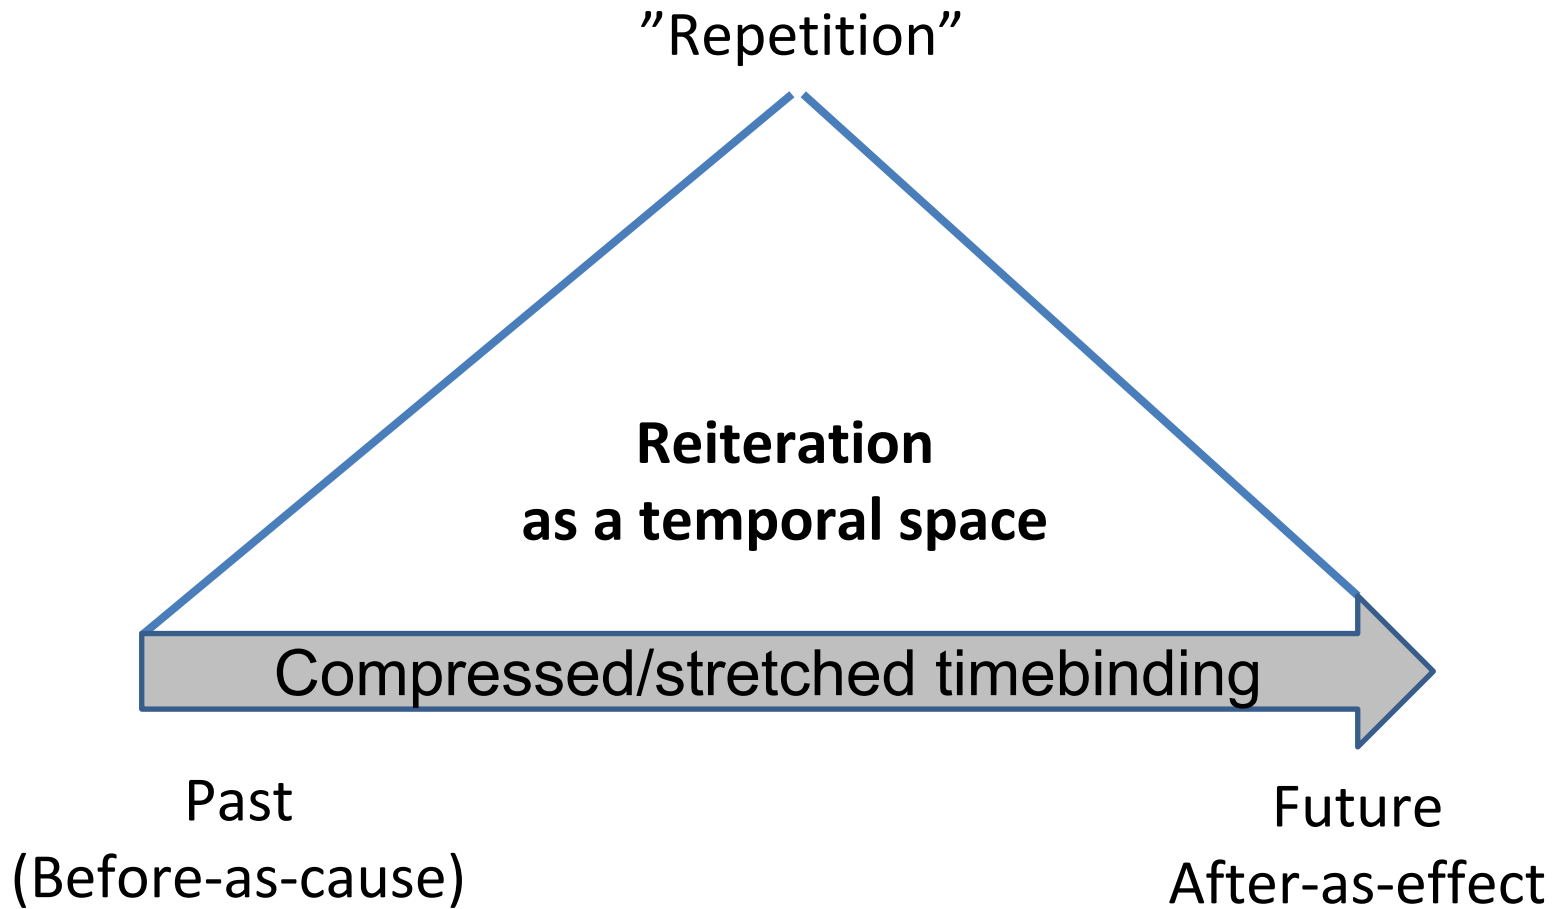 ”Repetition”
Reiteration
as a temporal space
Compressed/stretched timebinding
Past
(Before-as-cause)
Future
After-as-effect